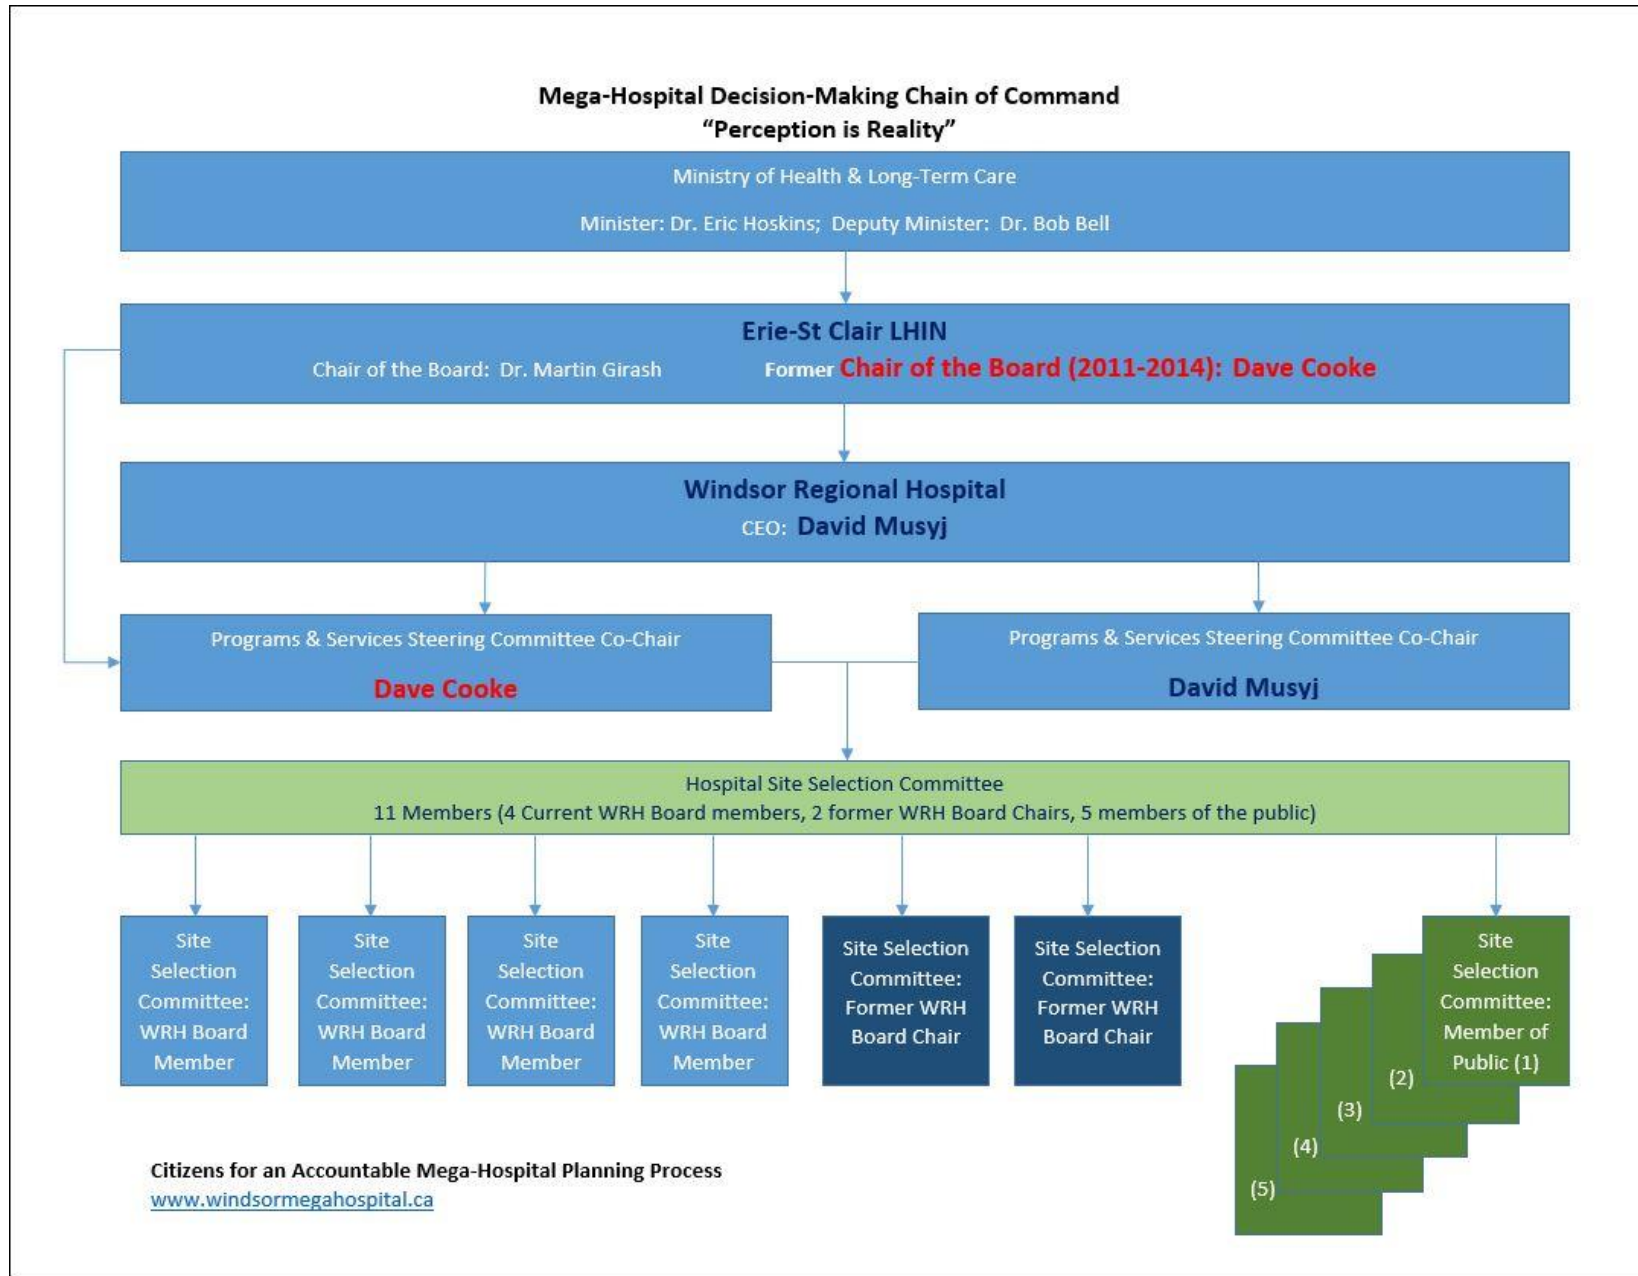 Mega-Hospital Decision-Making Chain of Command
“Perception is Reality”
Ministry of Health & Long-Term Care
Minister: Dr. Eric Hoskins; Deputy Minister: Dr. Bob Bell
Erie-St Clair LHIN
Chair of the Board: Dr. Martin Girash Former Chair of the Board (2011-2014): Dave Cooke
Windsor Regional Hospital
CEO: David Musyj
Programs & Services Steering Committee Co-Chair
Dave Cooke
Programs & Services Steering Committee Co-Chair
David Musyj
Hospital Site Selection Committee
11 Members (4 Current WRH Board members, 2 former WRH Board Chairs, 5 members of the public)
Site
Selection
Committee:
WRH Board
Member
Site
Selection
Committee:
WRH Board
Member
Site
Selection
Committee:
WRH Board
Member
Site
Selection
Committee:
WRH Board
Member
Site Selection
Committee:
Former WRH
Board Chair
Site Selection
Committee:
Former WRH
Board Chair
Site
Selection
Committee:
Member of
Public (1)
(2)
(3)
(4)
(5)
Citizens for an Accountable Mega-Hospital Planning Process
www.windsormegahospital.ca